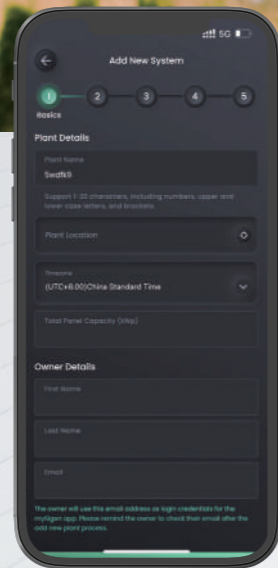 5G
Add New System
1 2 3 4 5
Basics
Plant Details
Plant Name
Support 1-30 characters, including numbers, upper and
lower case letters, and brackets.
Plant Location
Timezone
(UTC+8:00)China Standard Time
Total Panel Capacity (kWp)
Owner Details
First Name
Last Name
Email
The owner will use this email address as login credentials for the
mySigen app. Please remind the owner to check their email after the
add new plant process.